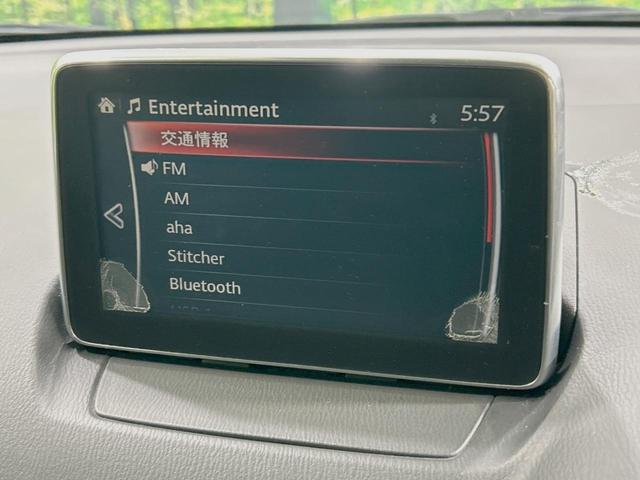 Entertainment 5:57
交通情報
FM
AM
aha
Stitcher
Bluetooth